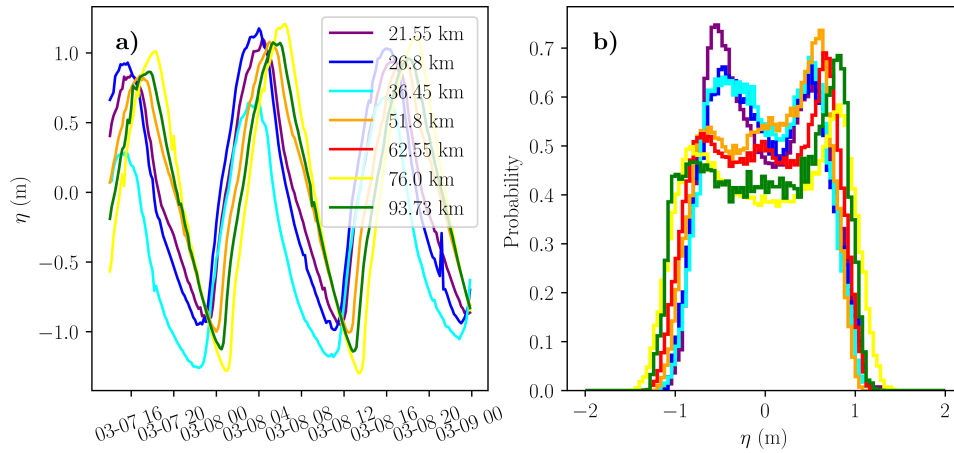 a)
η (m)
1.0
0.5
0.0
−0.5
−1.0
03-07 16
03-07 20
03-08 00
03-08 04
03-08 08
03-08 12
03-08 16
03-08 20
03-09 00
21.55 km
26.8 km
36.45 km
51.8 km
62.55 km
76.0 km
93.73 km
b)
Probability
0.7
0.6
0.5
0.4
0.3
0.2
0.1
0.0
−2
−1
0
1
2
η (m)